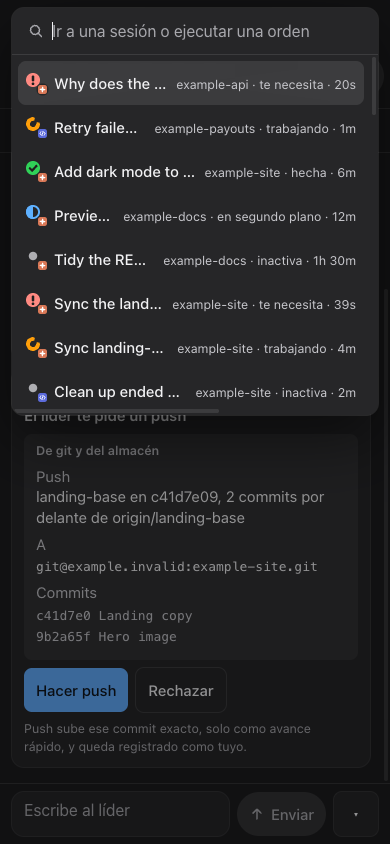 Ir a una sesión o ejecutar una orden
Why does the ... example-api · te necesita · 20s
Retry faile... example-payouts · trabajando · 1m
Add dark mode to ... example-site · hecha · 6m
Previe... example-docs · en segundo plano · 12m
Tidy the RE... example-docs · inactiva · 1h 30m
Sync the land... example-site · te necesita · 39s
Sync landing-... example-site · trabajando · 4m
Clean up ended ... example-site · inactiva · 2m
El líder te pide un push
De git y del almacén
Push
landing-base en c41d7e09, 2 commits por
delante de origin/landing-base
A
git@example.invalid:example-site.git
Commits
c41d7e0 Landing copy
9b2a65f Hero image
Hacer push Rechazar
Push sube ese commit exacto, solo como avance
rápido, y queda registrado como tuyo.
Escribe al líder Enviar